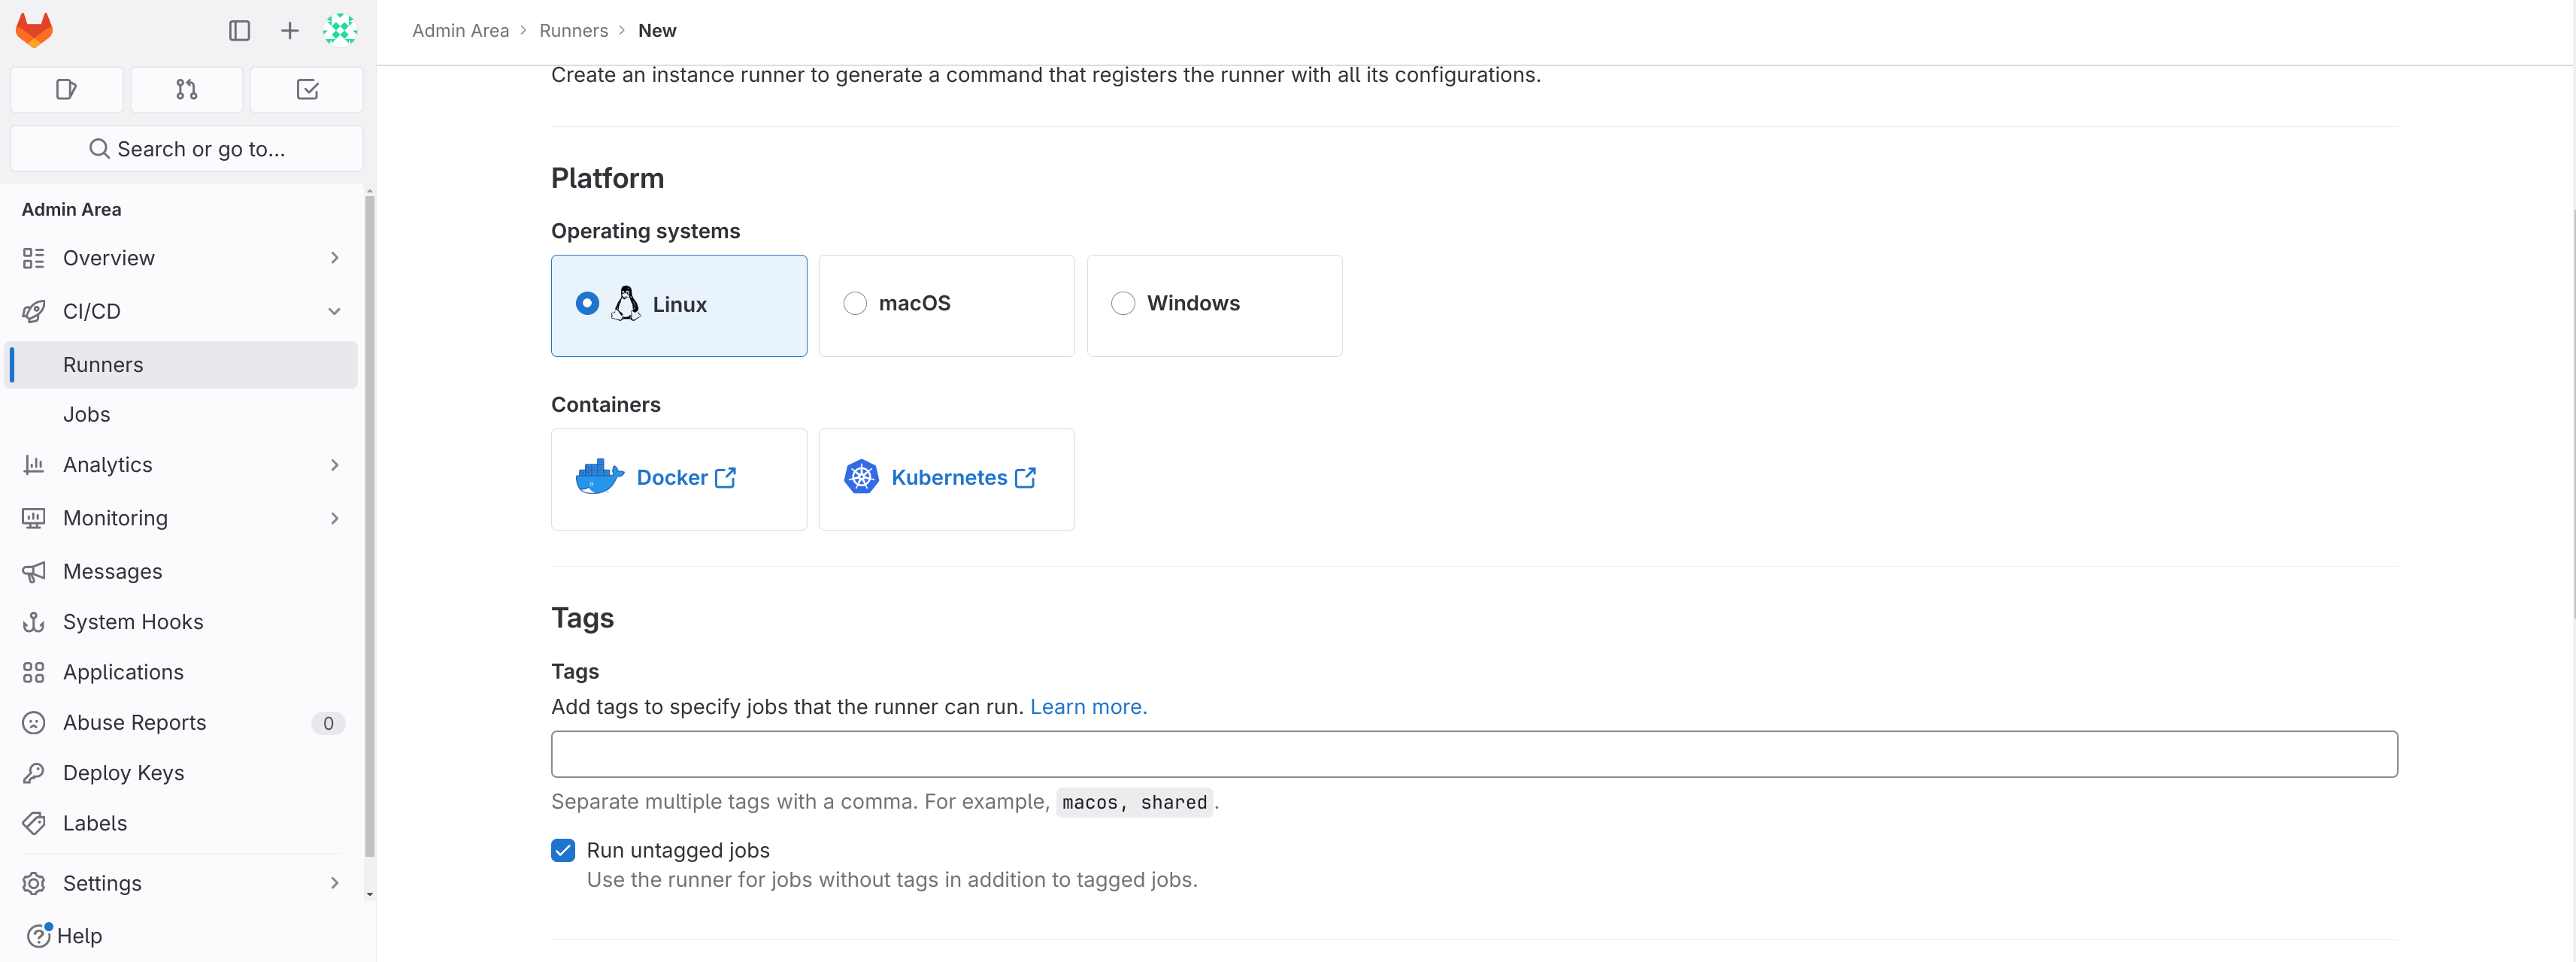 Search or go to...
Admin Area
Overview
CI/CD
Runners
Jobs
Analytics
Monitoring
Messages
System Hooks
Applications
Abuse Reports 0
Deploy Keys
Labels
Settings
Help
Admin Area > Runners > New
Create an instance runner to generate a command that registers the runner with all its configurations.
Platform
Operating systems
Linux macOS Windows
Containers
Docker Kubernetes
Tags
Tags
Add tags to specify jobs that the runner can run. Learn more.
Separate multiple tags with a comma. For example, macos, shared.
Run untagged jobs
Use the runner for jobs without tags in addition to tagged jobs.